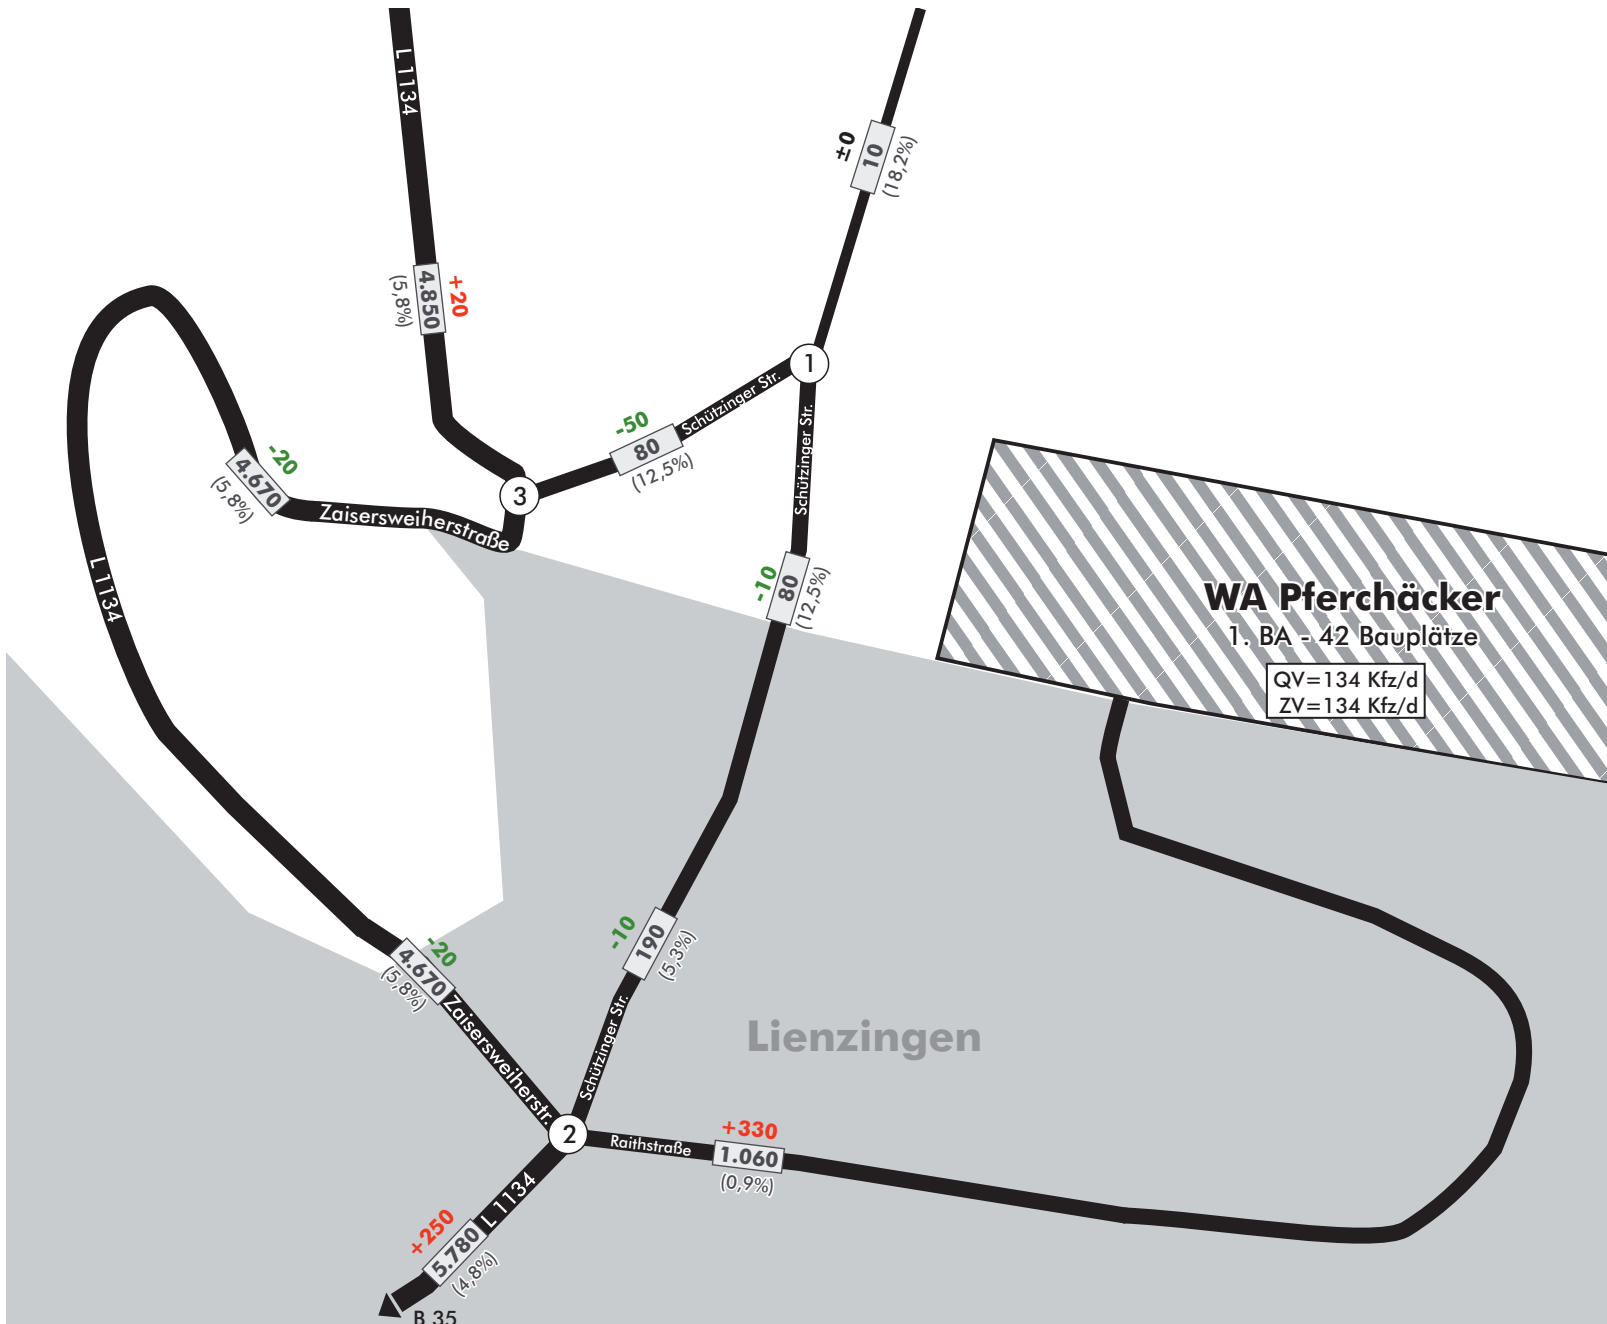 L 1134
±0
10
(18,2%)
4.850
+20
(5,8%)
1
Schützinger Str.
-50
80
(12,5%)
Schützinger Str.
3
-20
4.670
(5,8%)
Zaisersweiherstraße
L 1134
-10
80
(12,5%)
WA Pferchäcker
1. BA - 42 Bauplätze
QV=134 Kfz/d
ZV=134 Kfz/d
-10
190
(5,3%)
-20
4.670
(5,8%)
Zaisersweiherstr.
Schützinger Str.
Lienzingen
2
Raithstraße
+330
1.060
(0,9%)
L 1134
+250
5.780
(4,8%)
B 35